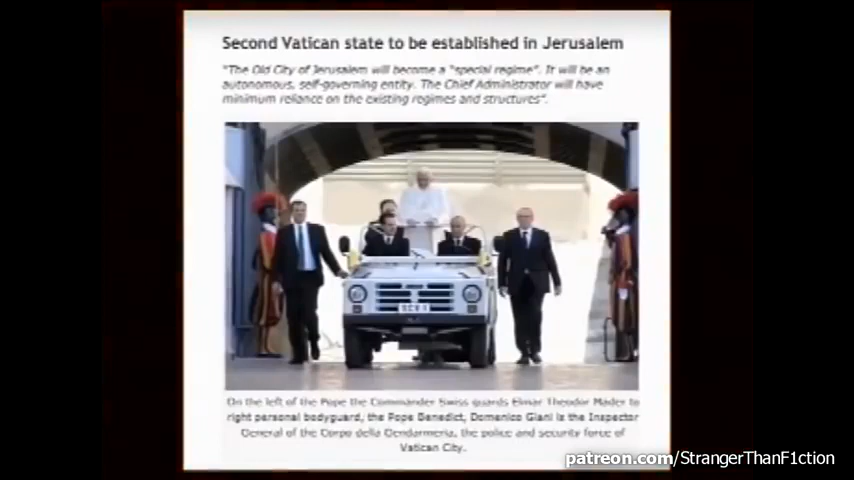 Second Vatican state to be established in Jerusalem
"The Old City of Jerusalem will become a "special regime". It will be an
autonomous, self-governing entity. The Chief Administrator will have
minimum reliance on the existing regimes and structures".
SCV 1
On the left of the Pope the Commander Swiss guards Elmar Theodor Mader to
right personal bodyguard, the Pope Benedict, Domenico Giani is the Inspector
General of the Corpo della Gendarmeria, the police and security force of
Vatican City.
patreon.com/StrangerThanF1ction